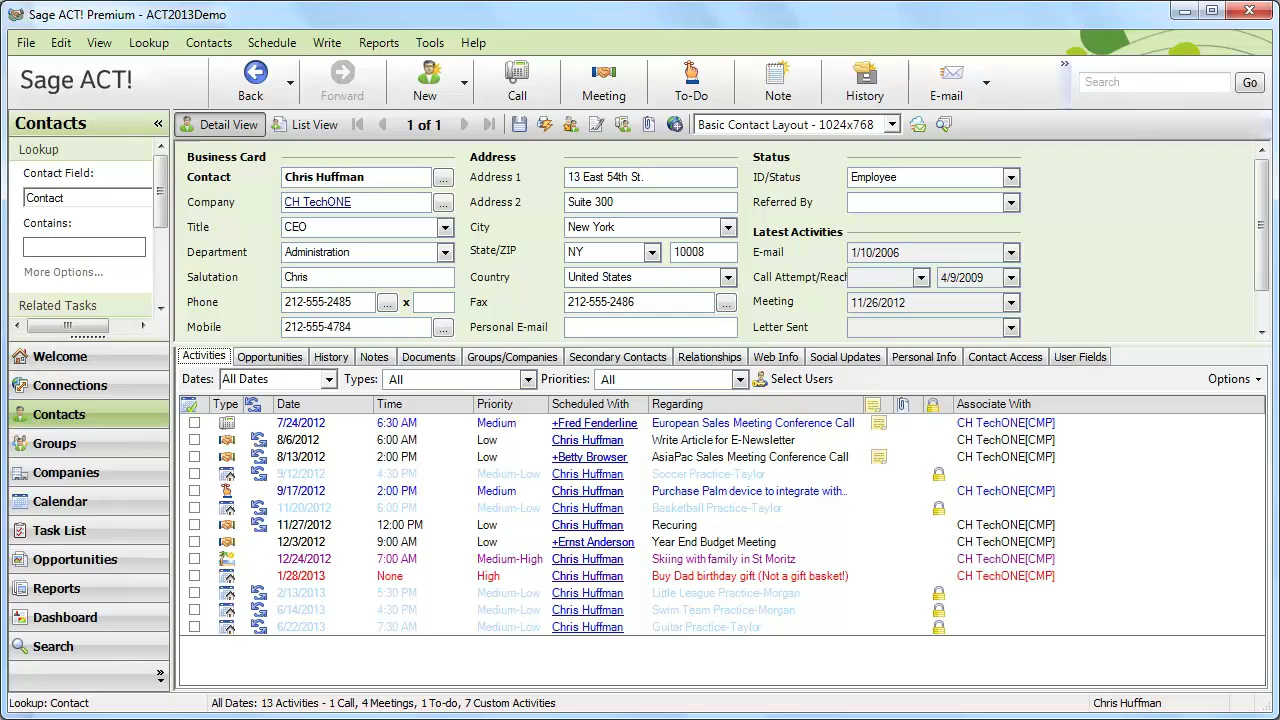 Sage ACT! Premium - ACT2013Demo
File Edit View Lookup Contacts Schedule Write Reports Tools Help
Sage ACT!
Back Forward New Call Meeting To-Do Note History E-mail » Search Go
Contacts «
Detail View List View 1 of 1 Basic Contact Layout - 1024x768
Lookup
Contact Field:
Contact
Contains:
More Options...
Related Tasks
Welcome
Connections
Contacts
Groups
Companies
Calendar
Task List
Opportunities
Reports
Dashboard
Search
»
Business Card
Contact Chris Huffman ...
Company CH TechONE ...
Title CEO
Department Administration
Salutation Chris
Phone 212-555-2485 ... x
Mobile 212-555-4784 ...
Address
Address 1 13 East 54th St.
Address 2 Suite 300
City New York
State/ZIP NY 10008
Country United States
Fax 212-555-2486 ...
Personal E-mail
Status
ID/Status Employee
Referred By
Latest Activities
E-mail 1/10/2006
Call Attempt/Reach 4/9/2009
Meeting 11/26/2012
Letter Sent
Activities Opportunities History Notes Documents Groups/Companies Secondary Contacts Relationships Web Info Social Updates Personal Info Contact Access User Fields
Dates: All Dates Types: All Priorities: All Select Users Options
Type Date Time Priority Scheduled With Regarding Associate With
7/24/2012 6:30 AM Medium +Fred Fenderline European Sales Meeting Conference Call CH TechONE[CMP]
8/6/2012 6:00 AM Low Chris Huffman Write Article for E-Newsletter CH TechONE[CMP]
8/13/2012 2:00 PM Low +Betty Browser AsiaPac Sales Meeting Conference Call CH TechONE[CMP]
9/12/2012 4:30 PM Medium-Low Chris Huffman Soccer Practice-Taylor
9/17/2012 2:00 PM Medium Chris Huffman Purchase Palm device to integrate with.. CH TechONE[CMP]
11/20/2012 6:00 PM Medium-Low Chris Huffman Basketball Practice-Taylor
11/27/2012 12:00 PM Low Chris Huffman Recuring CH TechONE[CMP]
12/3/2012 9:00 AM Low +Ernst Anderson Year End Budget Meeting CH TechONE[CMP]
12/24/2012 7:00 AM Medium-High Chris Huffman Skiing with family in St Moritz CH TechONE[CMP]
1/28/2013 None High Chris Huffman Buy Dad birthday gift (Not a gift basket!) CH TechONE[CMP]
2/13/2013 5:30 PM Medium-Low Chris Huffman Little League Practice-Morgan
6/14/2013 4:30 PM Medium-Low Chris Huffman Swim Team Practice-Morgan
6/22/2013 7:30 AM Medium-Low Chris Huffman Guitar Practice-Taylor
Lookup: Contact All Dates: 13 Activities - 1 Call, 4 Meetings, 1 To-do, 7 Custom Activities Chris Huffman